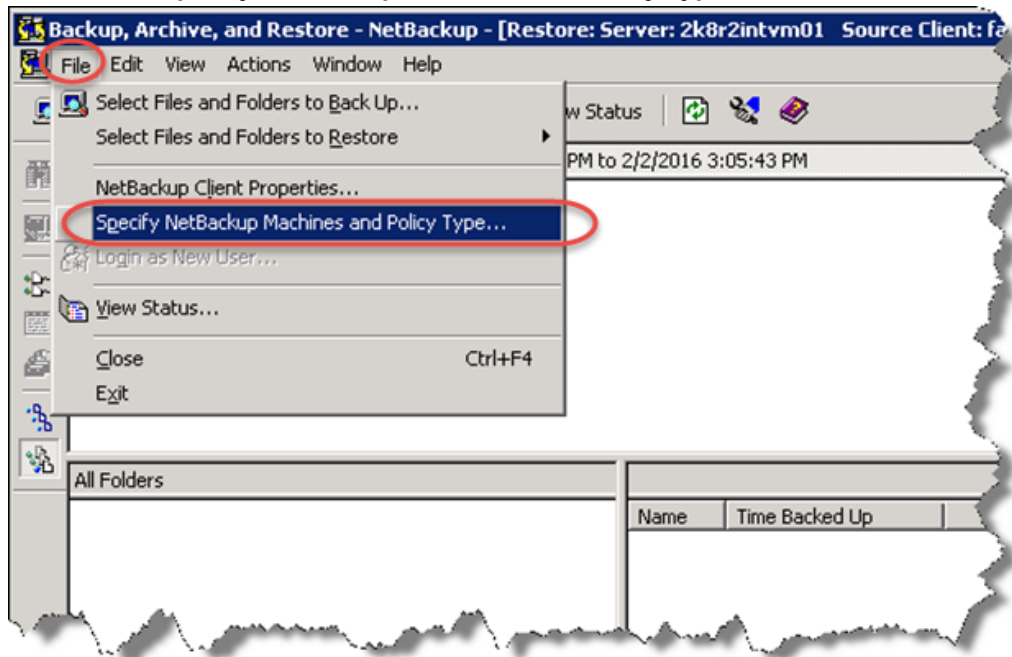 Backup, Archive, and Restore - NetBackup - [Restore: Server: 2k8r2intvm01 Source Client: fa
File Edit View Actions Window Help
Select Files and Folders to Back Up...
w Status
Select Files and Folders to Restore
PM to 2/2/2016 3:05:43 PM
NetBackup Client Properties...
Specify NetBackup Machines and Policy Type...
Login as New User...
View Status...
Close Ctrl+F4
Exit
All Folders
Name Time Backed Up